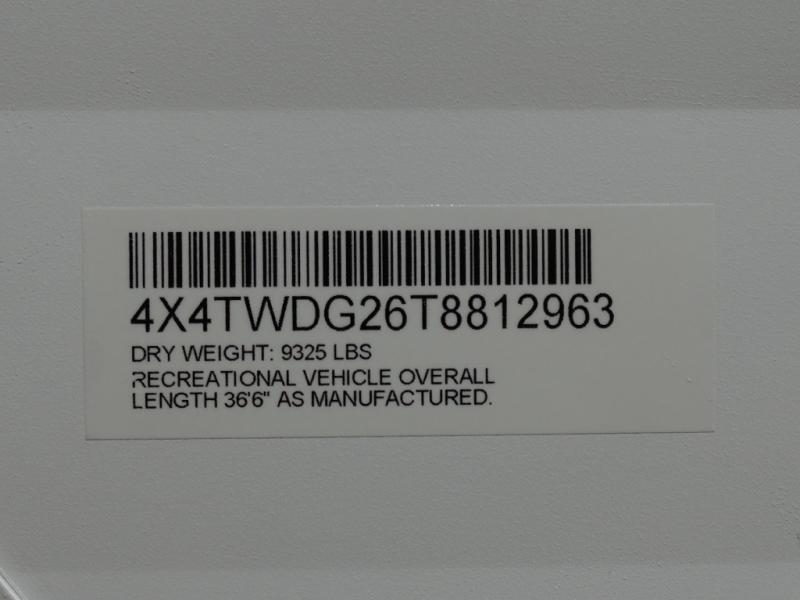 4X4TWDG26T8812963
DRY WEIGHT: 9325 LBS
RECREATIONAL VEHICLE OVERALL
LENGTH 36'6" AS MANUFACTURED.